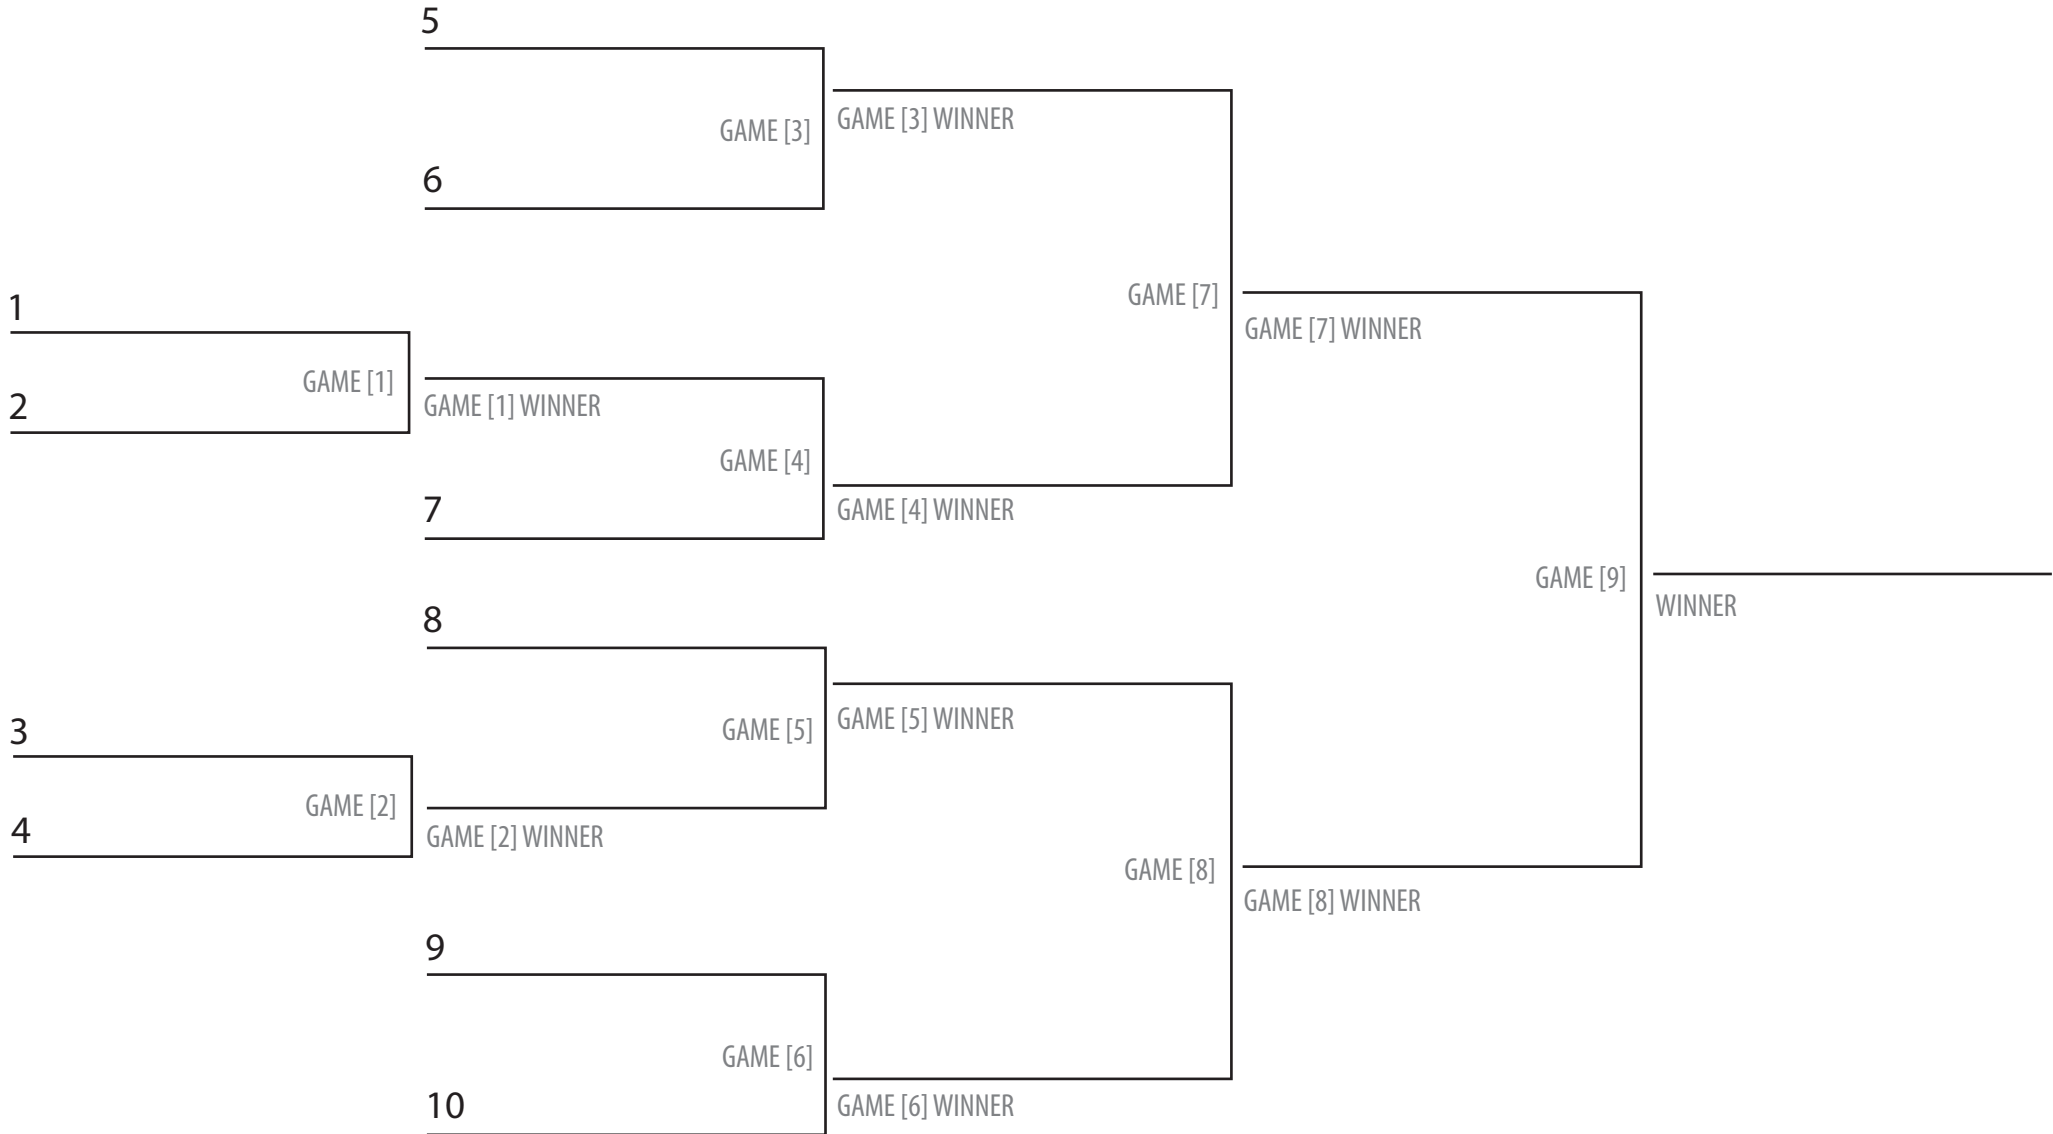 5
GAME [3]
GAME [3] WINNER
6
1
GAME [1]
2
GAME [1] WINNER
GAME [4]
7
GAME [4] WINNER
GAME [7]
GAME [7] WINNER
8
GAME [5]
GAME [5] WINNER
3
GAME [2]
4
GAME [2] WINNER
9
GAME [6]
10
GAME [6] WINNER
GAME [8]
GAME [8] WINNER
GAME [9]
WINNER